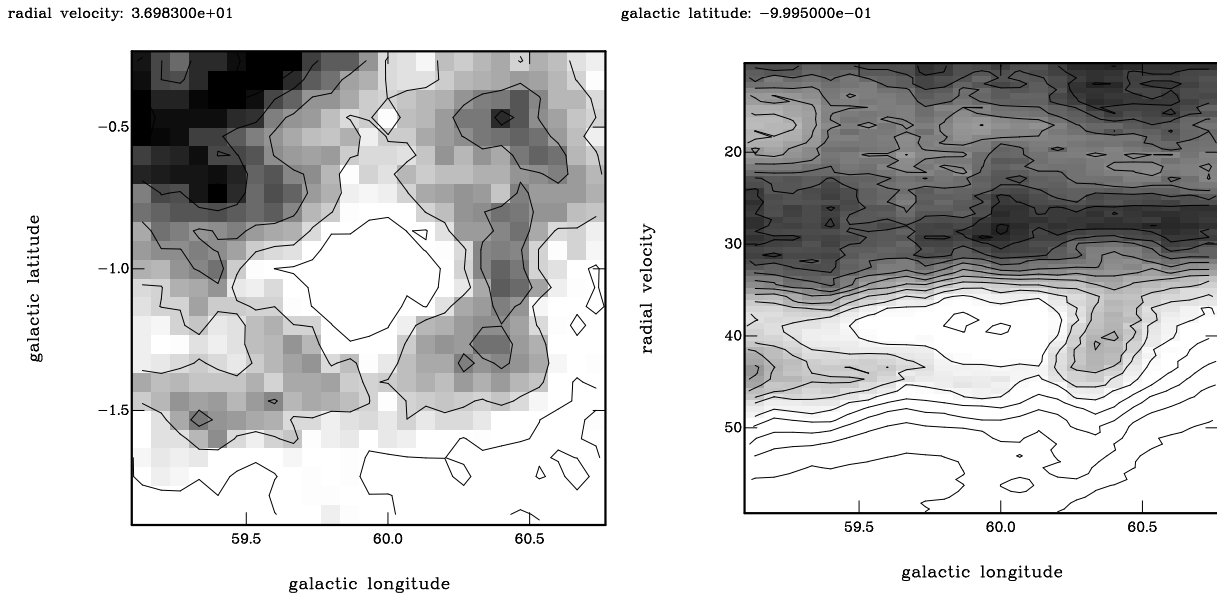 radial velocity: 3.698300e+01
galactic latitude: −9.995000e−01
−0.5
−1.0
−1.5
galactic latitude
59.5
60.0
60.5
galactic longitude
20
30
40
50
radial velocity
59.5
60.0
60.5
galactic longitude